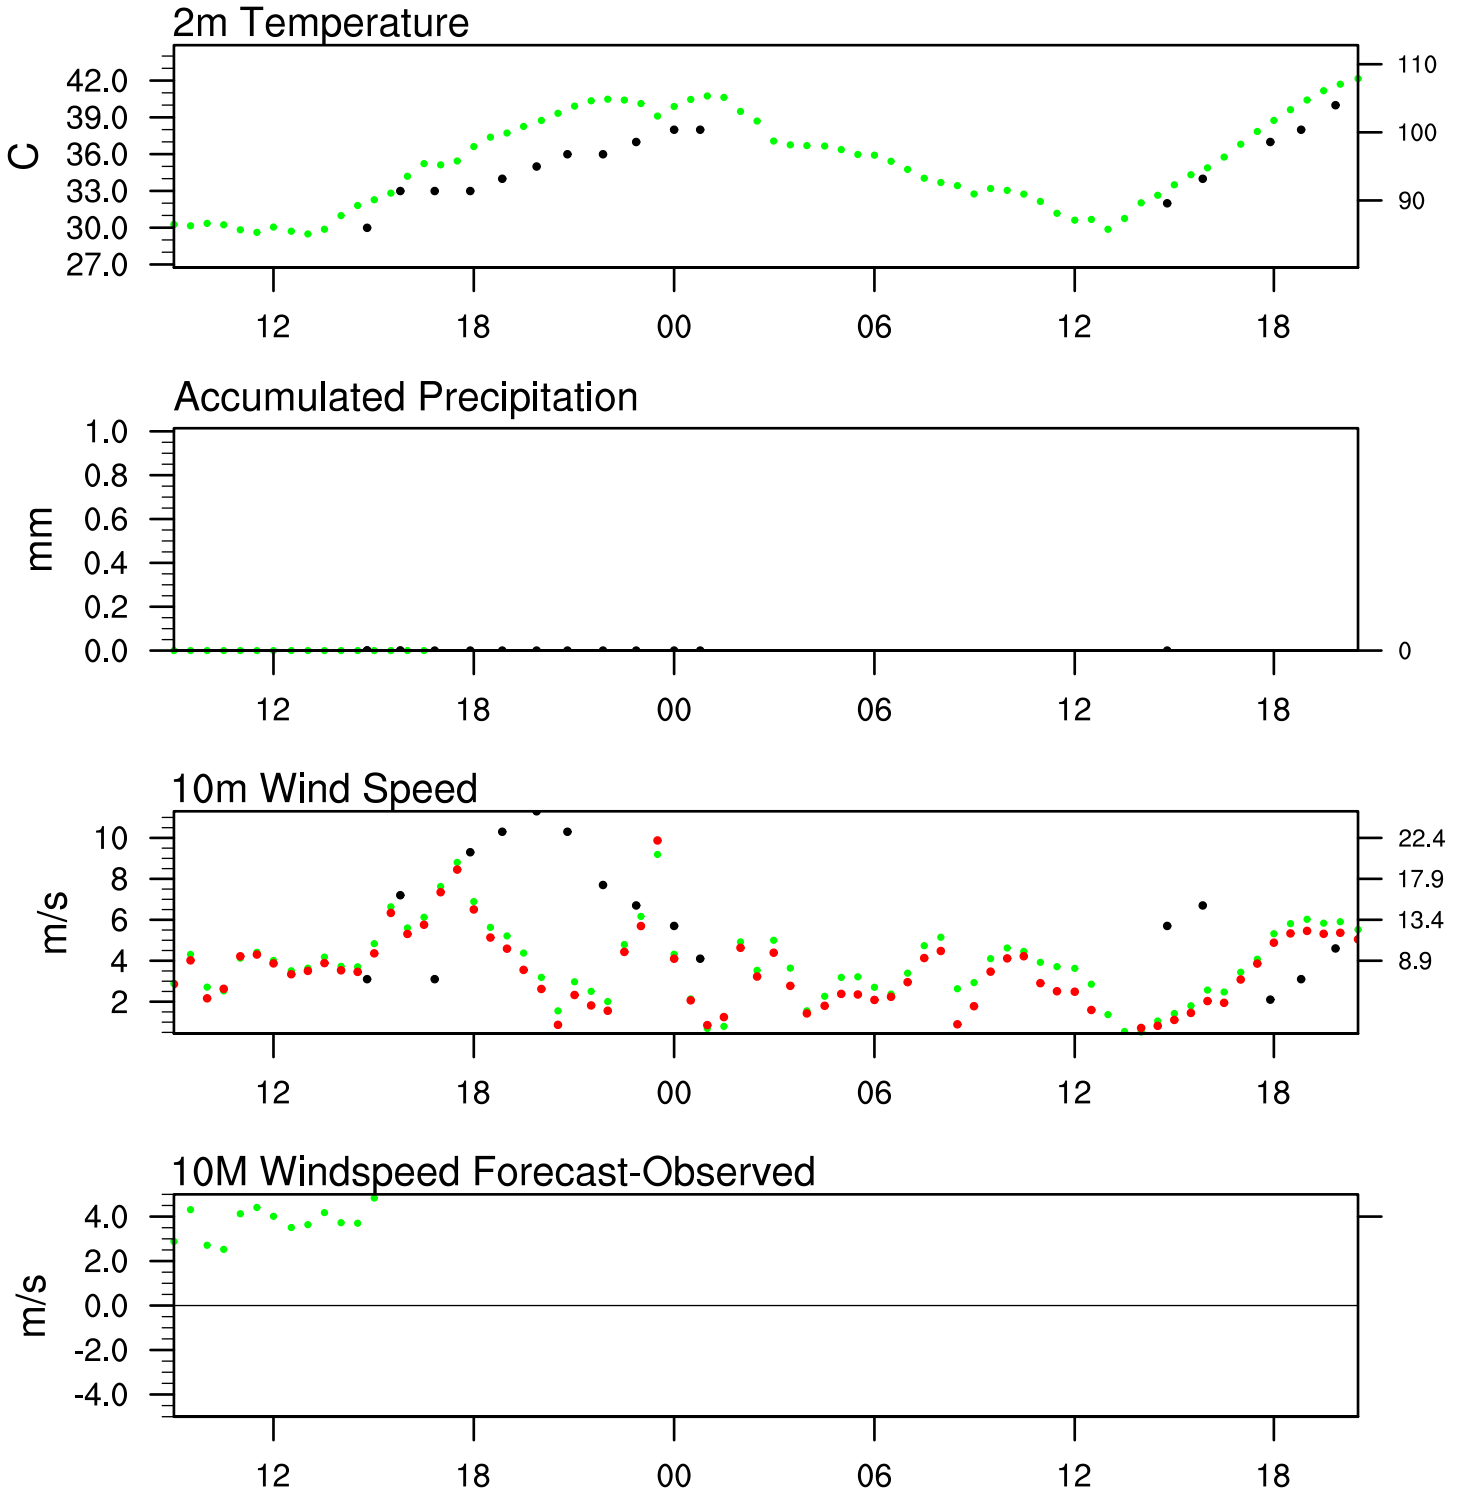 2m Temperature
C
42.0
39.0
36.0
33.0
30.0
27.0
110
100
90
12 18 00 06 12 18
Accumulated Precipitation
mm
1.0
0.8
0.6
0.4
0.2
0.0
0
12 18 00 06 12 18
10m Wind Speed
m/s
10
8
6
4
2
22.4
17.9
13.4
8.9
12 18 00 06 12 18
10M Windspeed Forecast-Observed
m/s
4.0
2.0
0.0
-2.0
-4.0
12 18 00 06 12 18